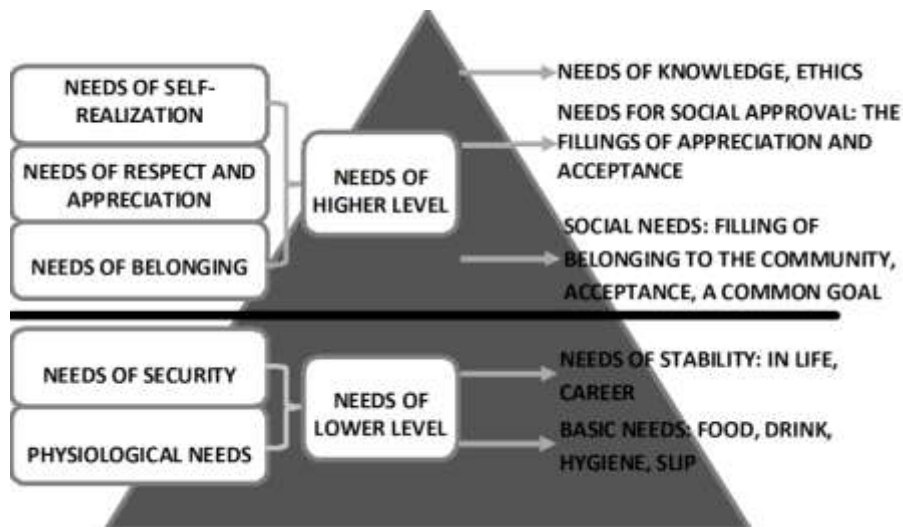 NEEDS OF SELF-
REALIZATION
NEEDS OF RESPECT AND
APPRECIATION
NEEDS OF BELONGING
NEEDS OF
HIGHER LEVEL
NEEDS OF KNOWLEDGE, ETHICS
NEEDS FOR SOCIAL APPROVAL: THE
FILLINGS OF APPRECIATION AND
ACCEPTANCE
SOCIAL NEEDS: FILLING OF
BELONGING TO THE COMMUNITY,
ACCEPTANCE, A COMMON GOAL
NEEDS OF SECURITY
PHYSIOLOGICAL NEEDS
NEEDS OF
LOWER LEVEL
NEEDS OF STABILITY: IN LIFE,
CAREER
BASIC NEEDS: FOOD, DRINK,
HYGIENE, SLIP